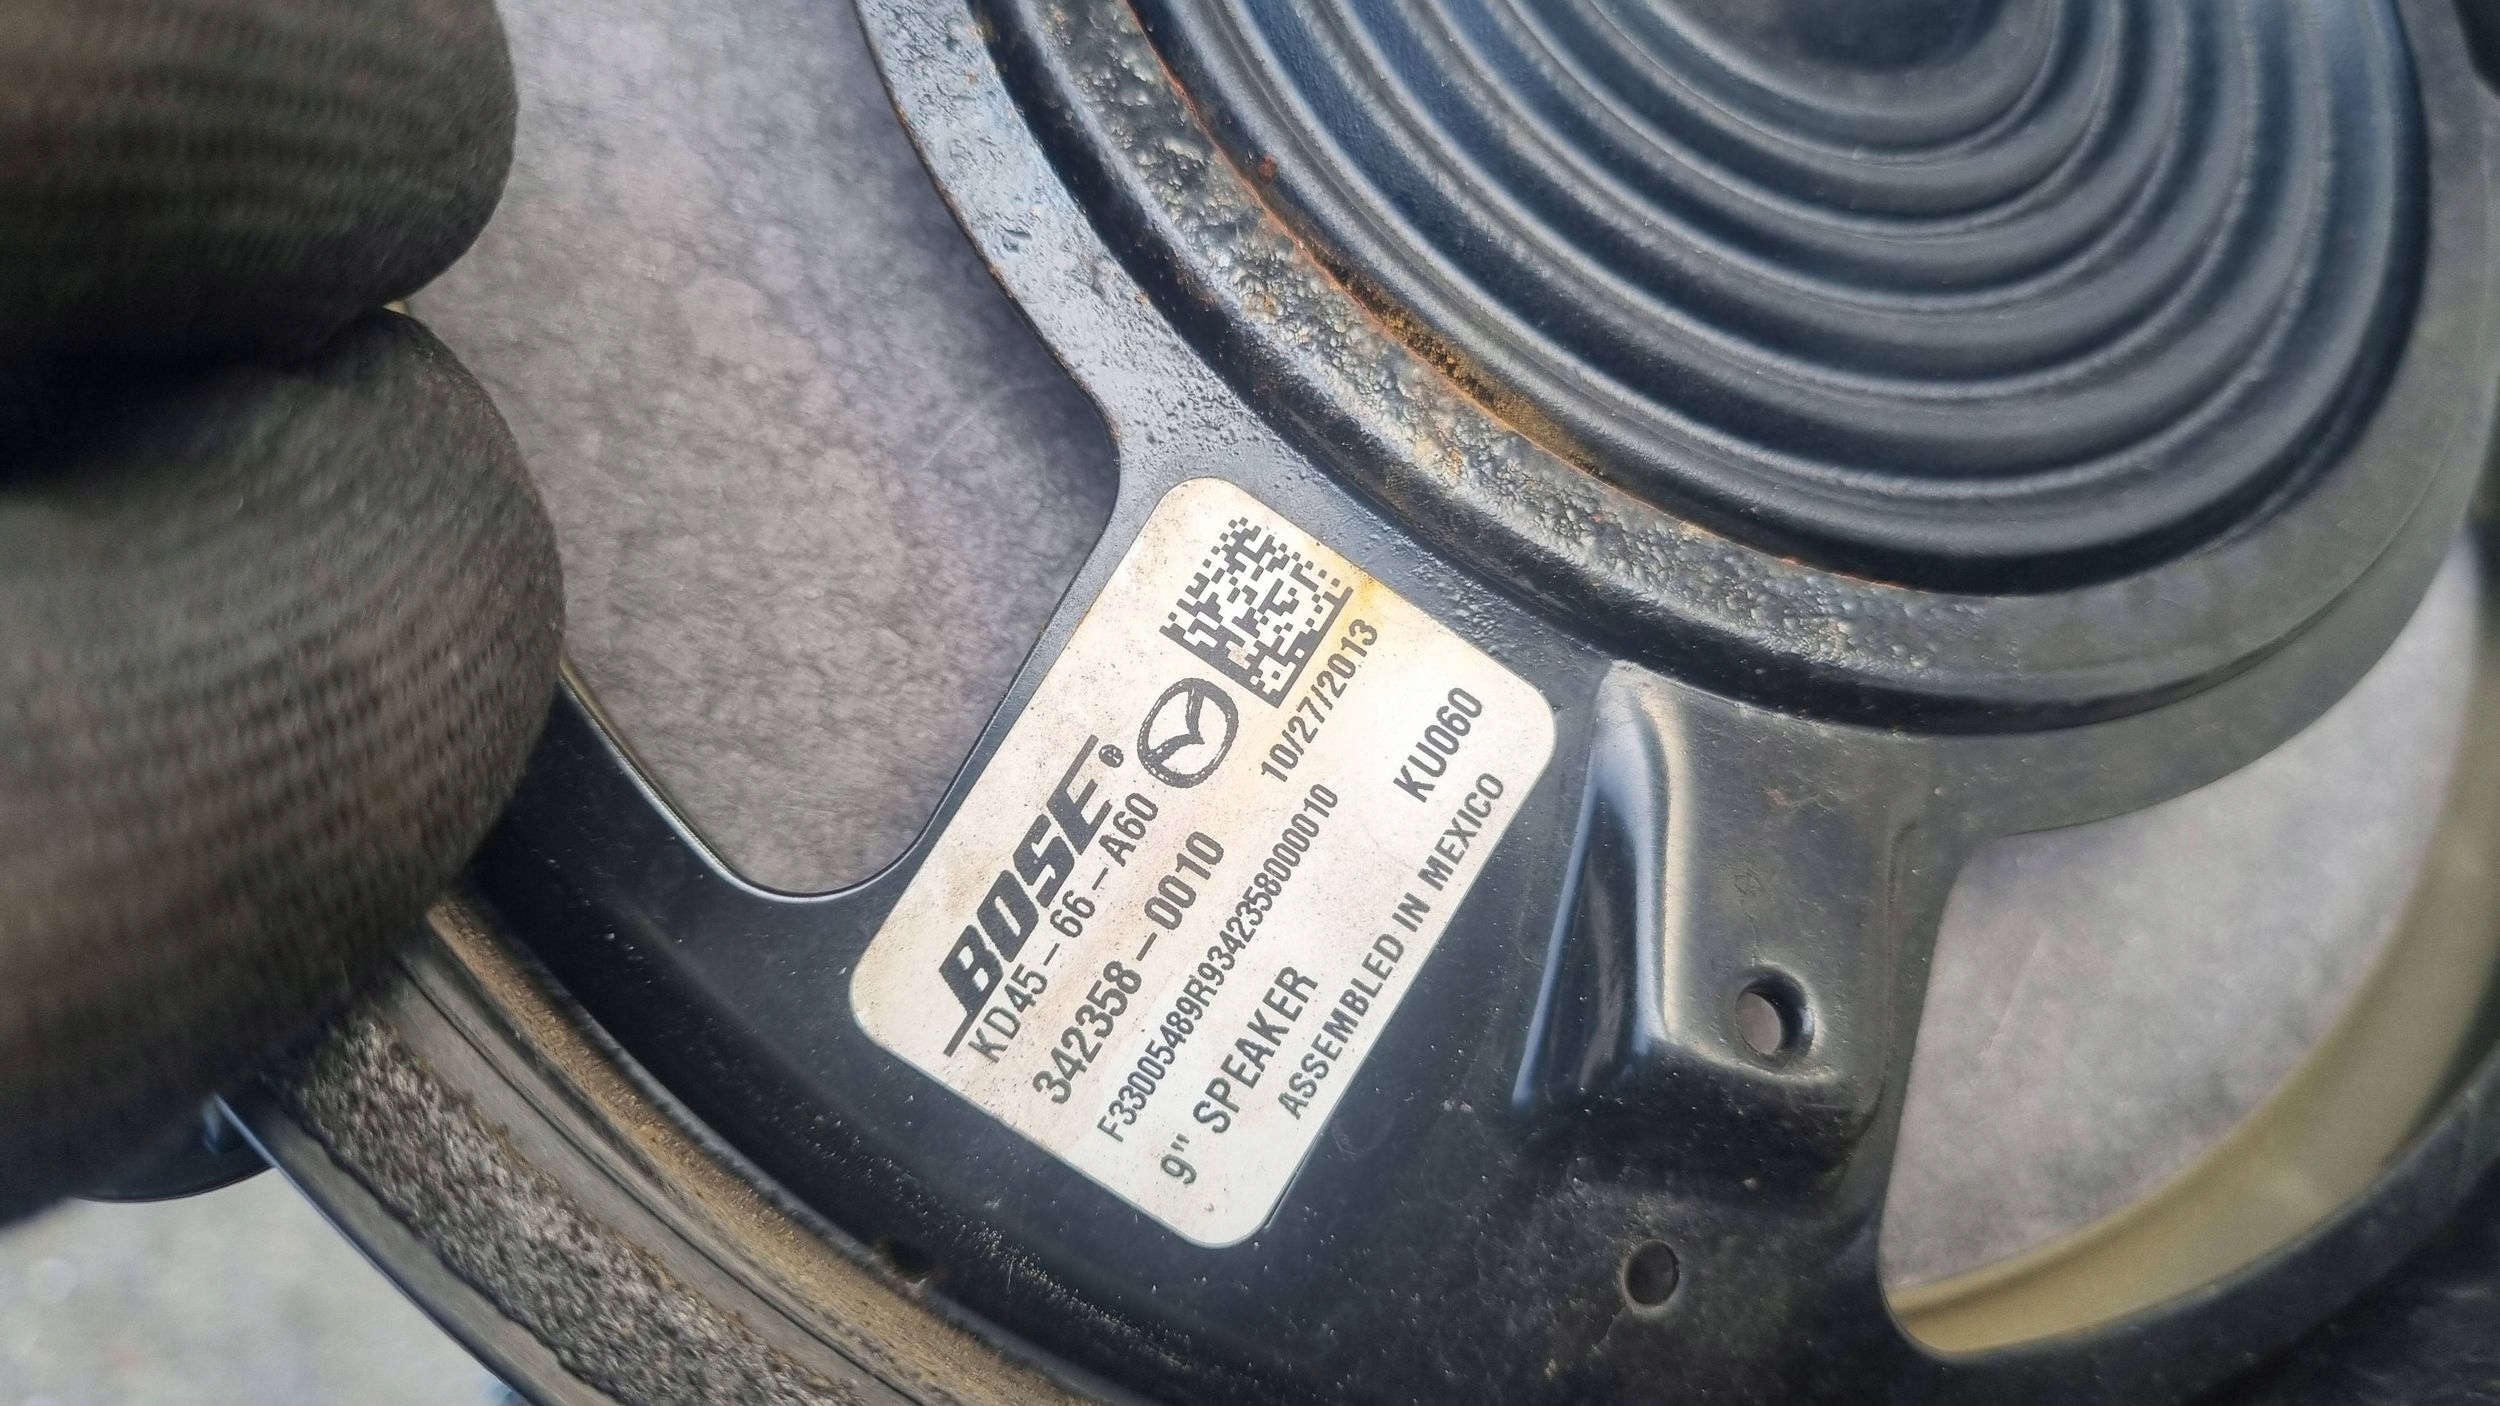 BOSE®
KD45-66-A60
342358-0010
10/27/2013
F33005489R9342358000010
9" SPEAKER
KU060
ASSEMBLED IN MEXICO